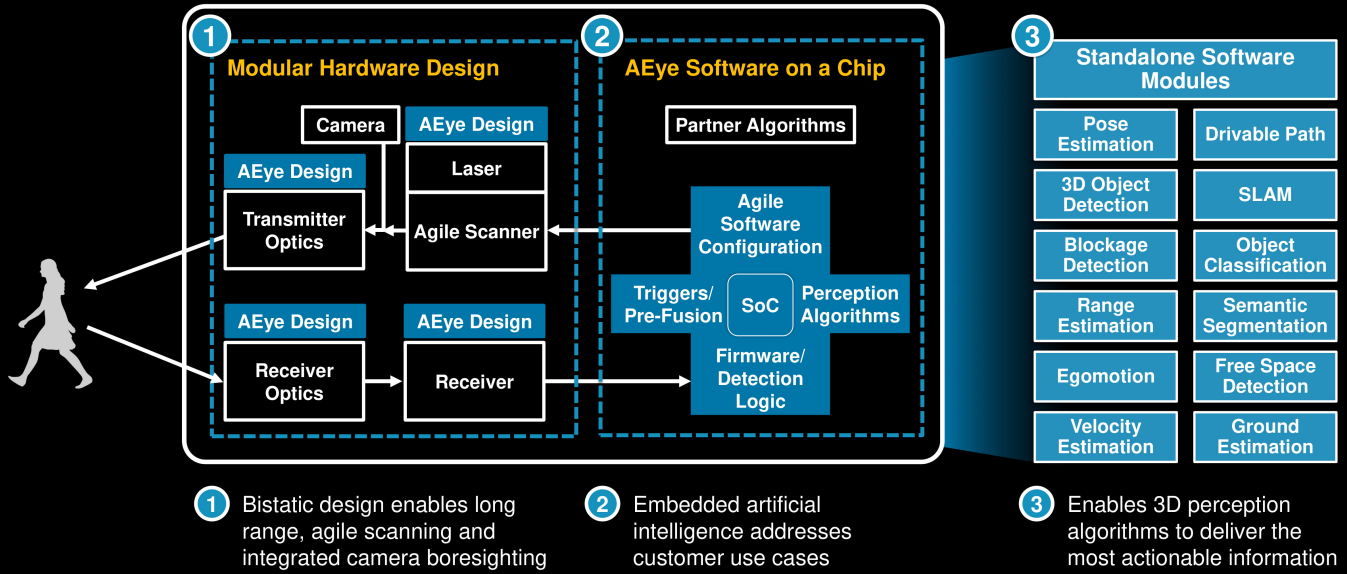 1
Modular Hardware Design
Camera
AEye Design
Laser
Agile Scanner
AEye Design
Transmitter
Optics
AEye Design
Receiver
Optics
AEye Design
Receiver
2
AEye Software on a Chip
Partner Algorithms
Agile
Software
Configuration
Triggers/
Pre-Fusion
SoC
Perception
Algorithms
Firmware/
Detection
Logic
3
Standalone Software
Modules
Pose
Estimation
Drivable Path
3D Object
Detection
SLAM
Blockage
Detection
Object
Classification
Range
Estimation
Semantic
Segmentation
Egomotion
Free Space
Detection
Velocity
Estimation
Ground
Estimation
1
Bistatic design enables long
range, agile scanning and
integrated camera boresighting
2
Embedded artificial
intelligence addresses
customer use cases
3
Enables 3D perception
algorithms to deliver the
most actionable information